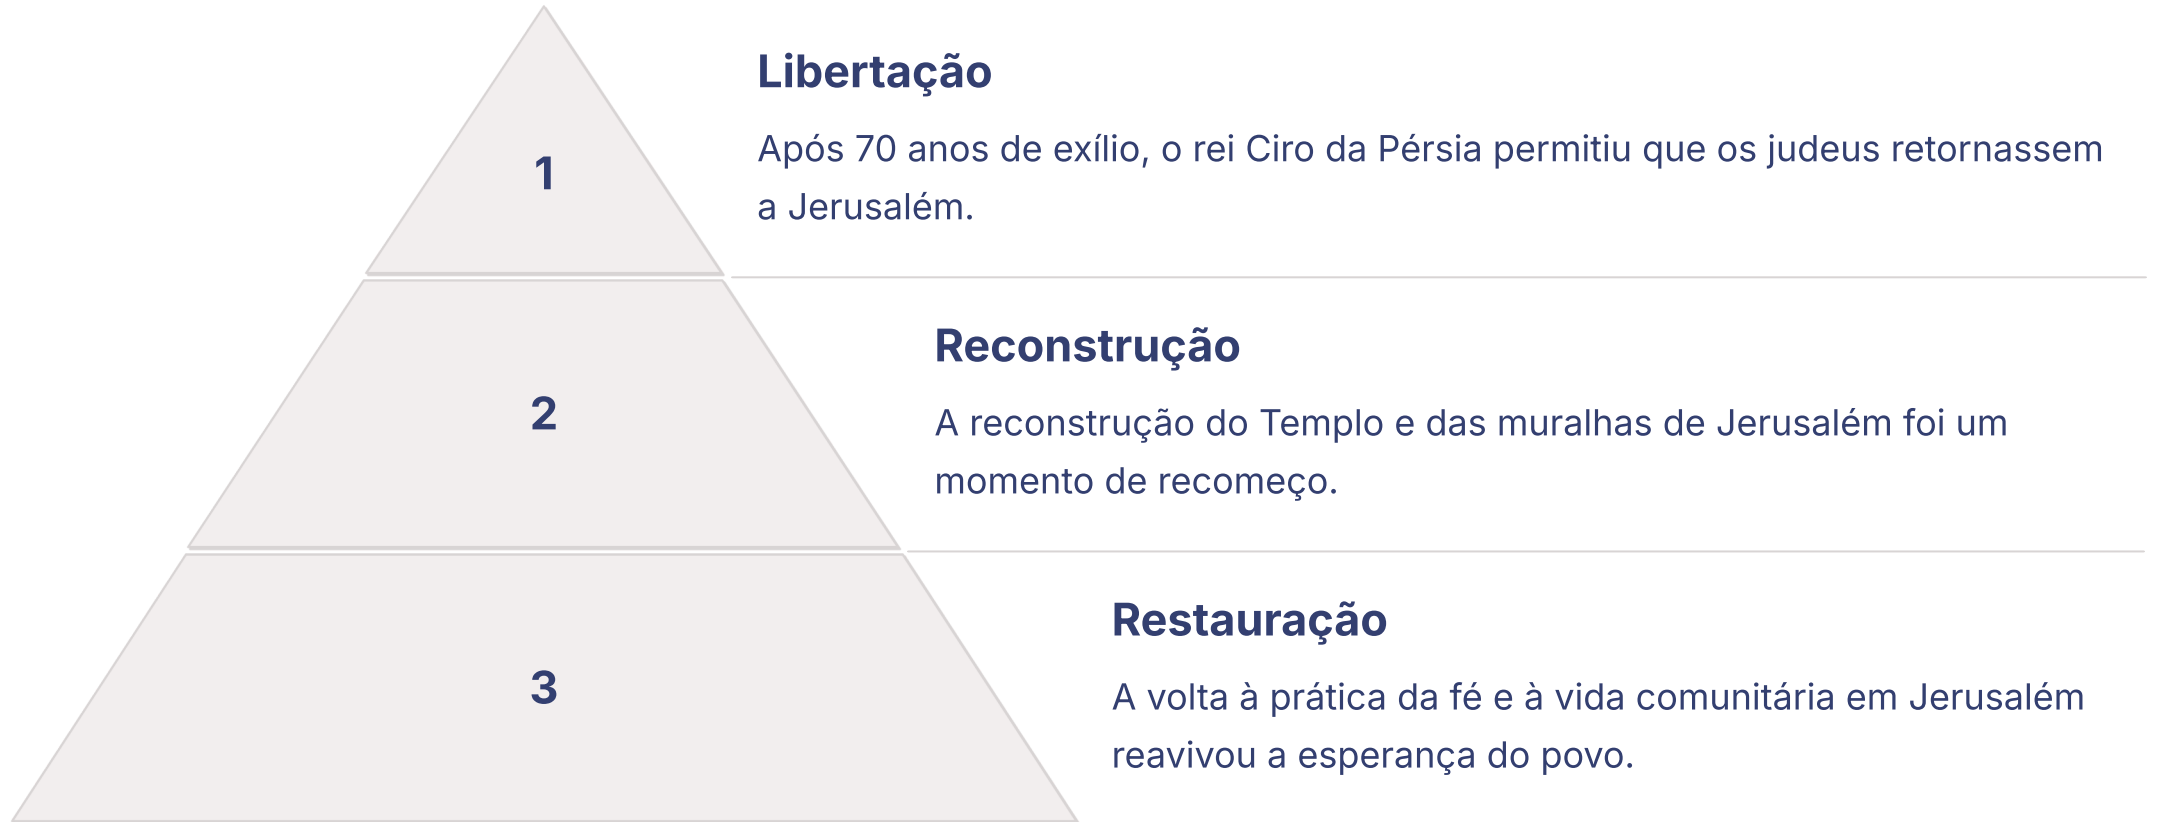 1
Libertação
Após 70 anos de exílio, o rei Ciro da Pérsia permitiu que os judeus retornassem
a Jerusalém.
2
Reconstrução
A reconstrução do Templo e das muralhas de Jerusalém foi um
momento de recomeço.
3
Restauração
A volta à prática da fé e à vida comunitária em Jerusalém
reavivou a esperança do povo.